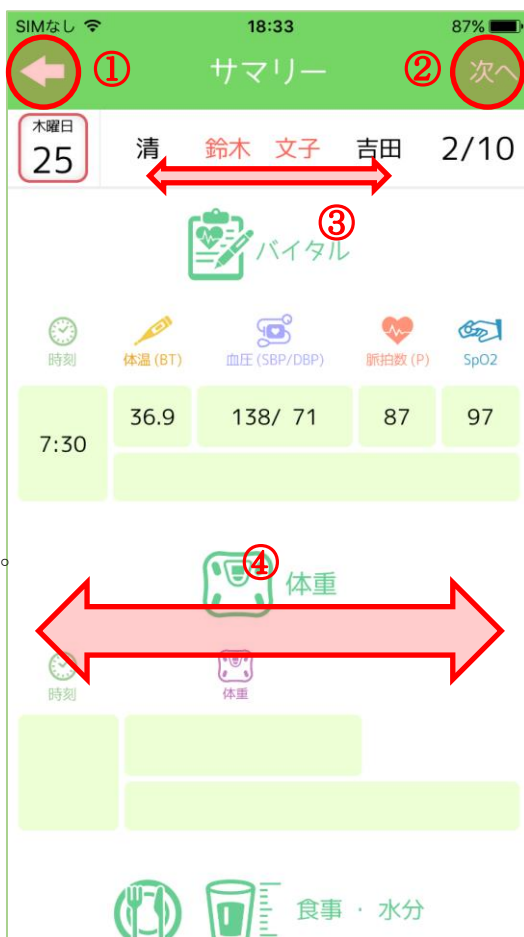 SIMなし 18:33 87%
① サマリー ② 次へ
木曜日
25 清 鈴木 文子 吉田 2/10
③
バイタル
時刻 体温 (BT) 血圧 (SBP/DBP) 脈拍数 (P) SpO2
36.9 138/ 71 87 97
7:30
。
④
体重
時刻 体重
食事 ・ 水分